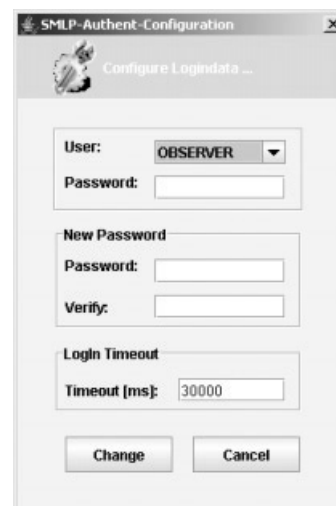 SMLP-Authent-Configuration
Configure Logindata ...
User: OBSERVER
Password:
New Password
Password:
Verify:
LogIn Timeout
Timeout [ms]: 30000
Change Cancel